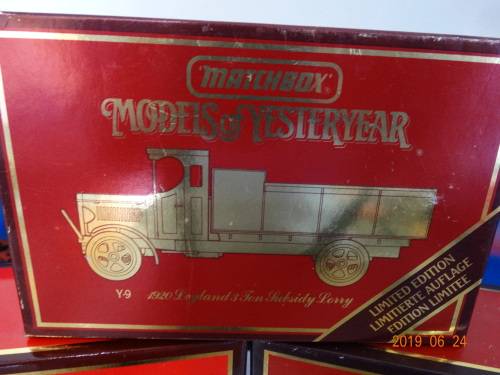 MATCHBOX
MODELS of YESTERYEAR
Y-9
1920 Leyland 3 Ton Subsidy Lorry
LIMITED EDITION
LIMITIERTE AUFLAGE
EDITION LIMITÉE
2019 06 24